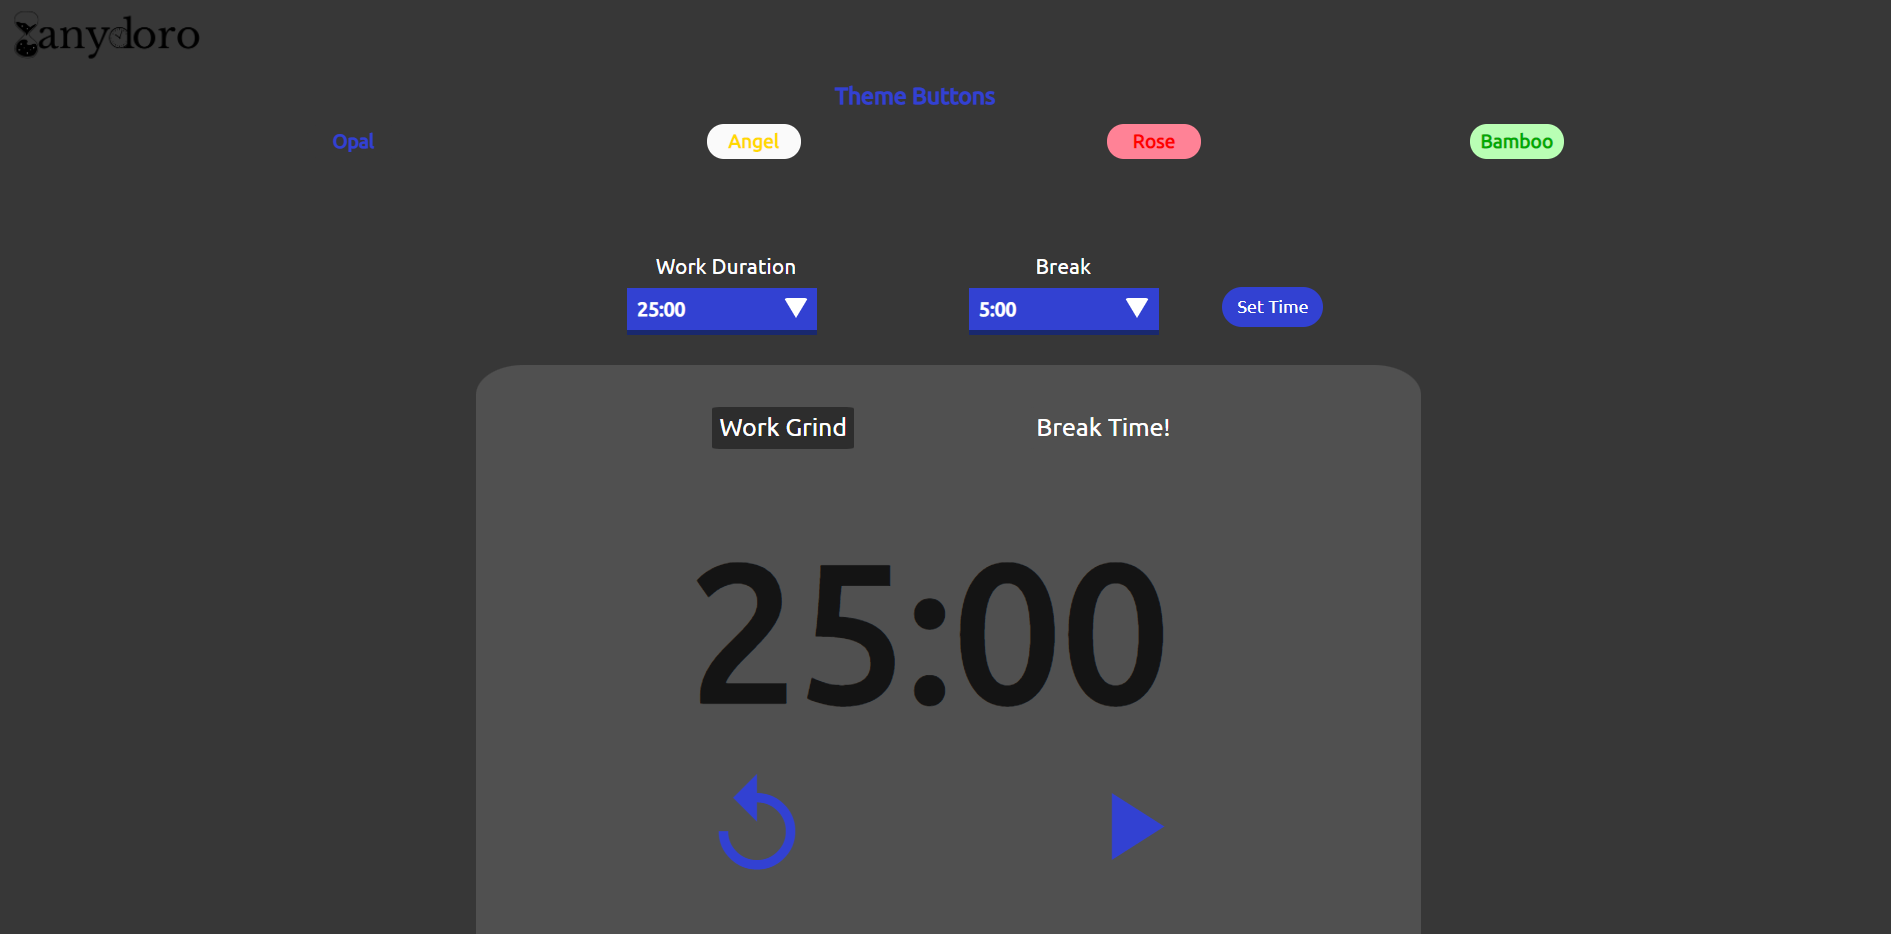 anydoro
Theme Buttons
Opal Angel Rose Bamboo
Work Duration Break
25:00 5:00 Set Time
Work Grind Break Time!
25:00